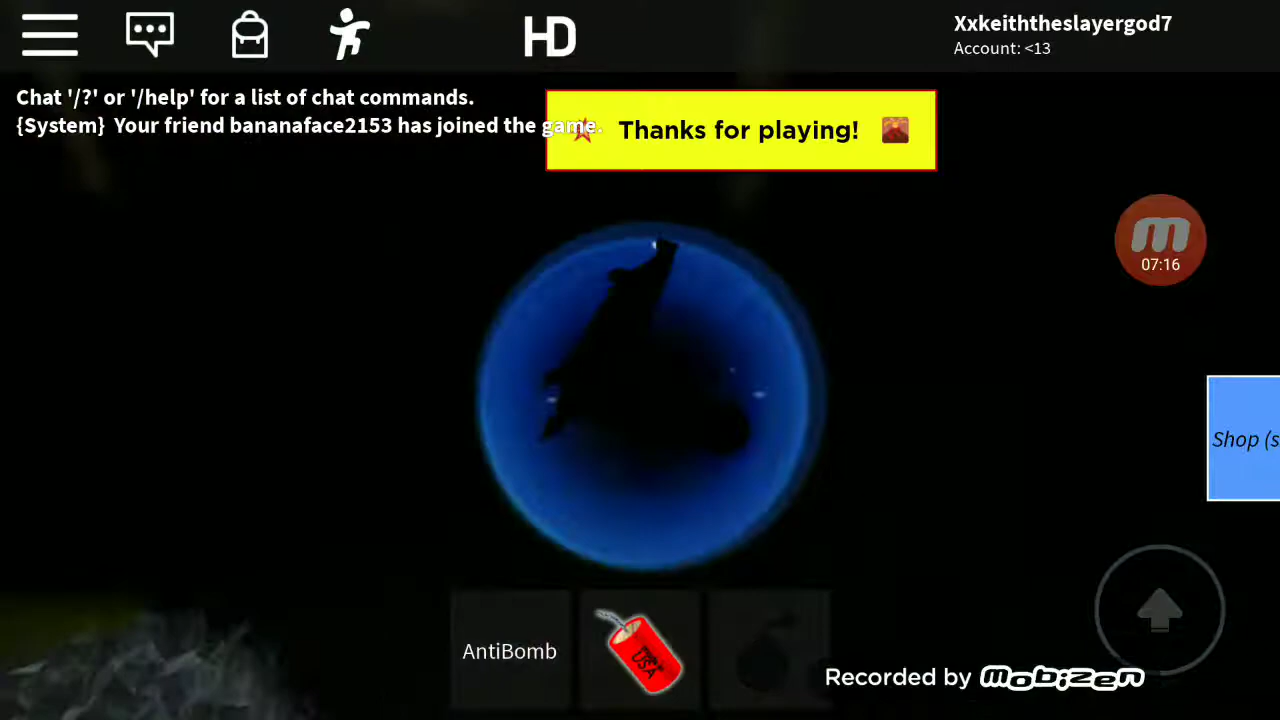 HD
Xxkeiththeslayergod7
Account: <13
Chat '/?' or '/help' for a list of chat commands.
{System} Your friend bananaface2153 has joined the game.
Thanks for playing!
07:16
Shop (s
AntiBomb
USA
Recorded by mobizen